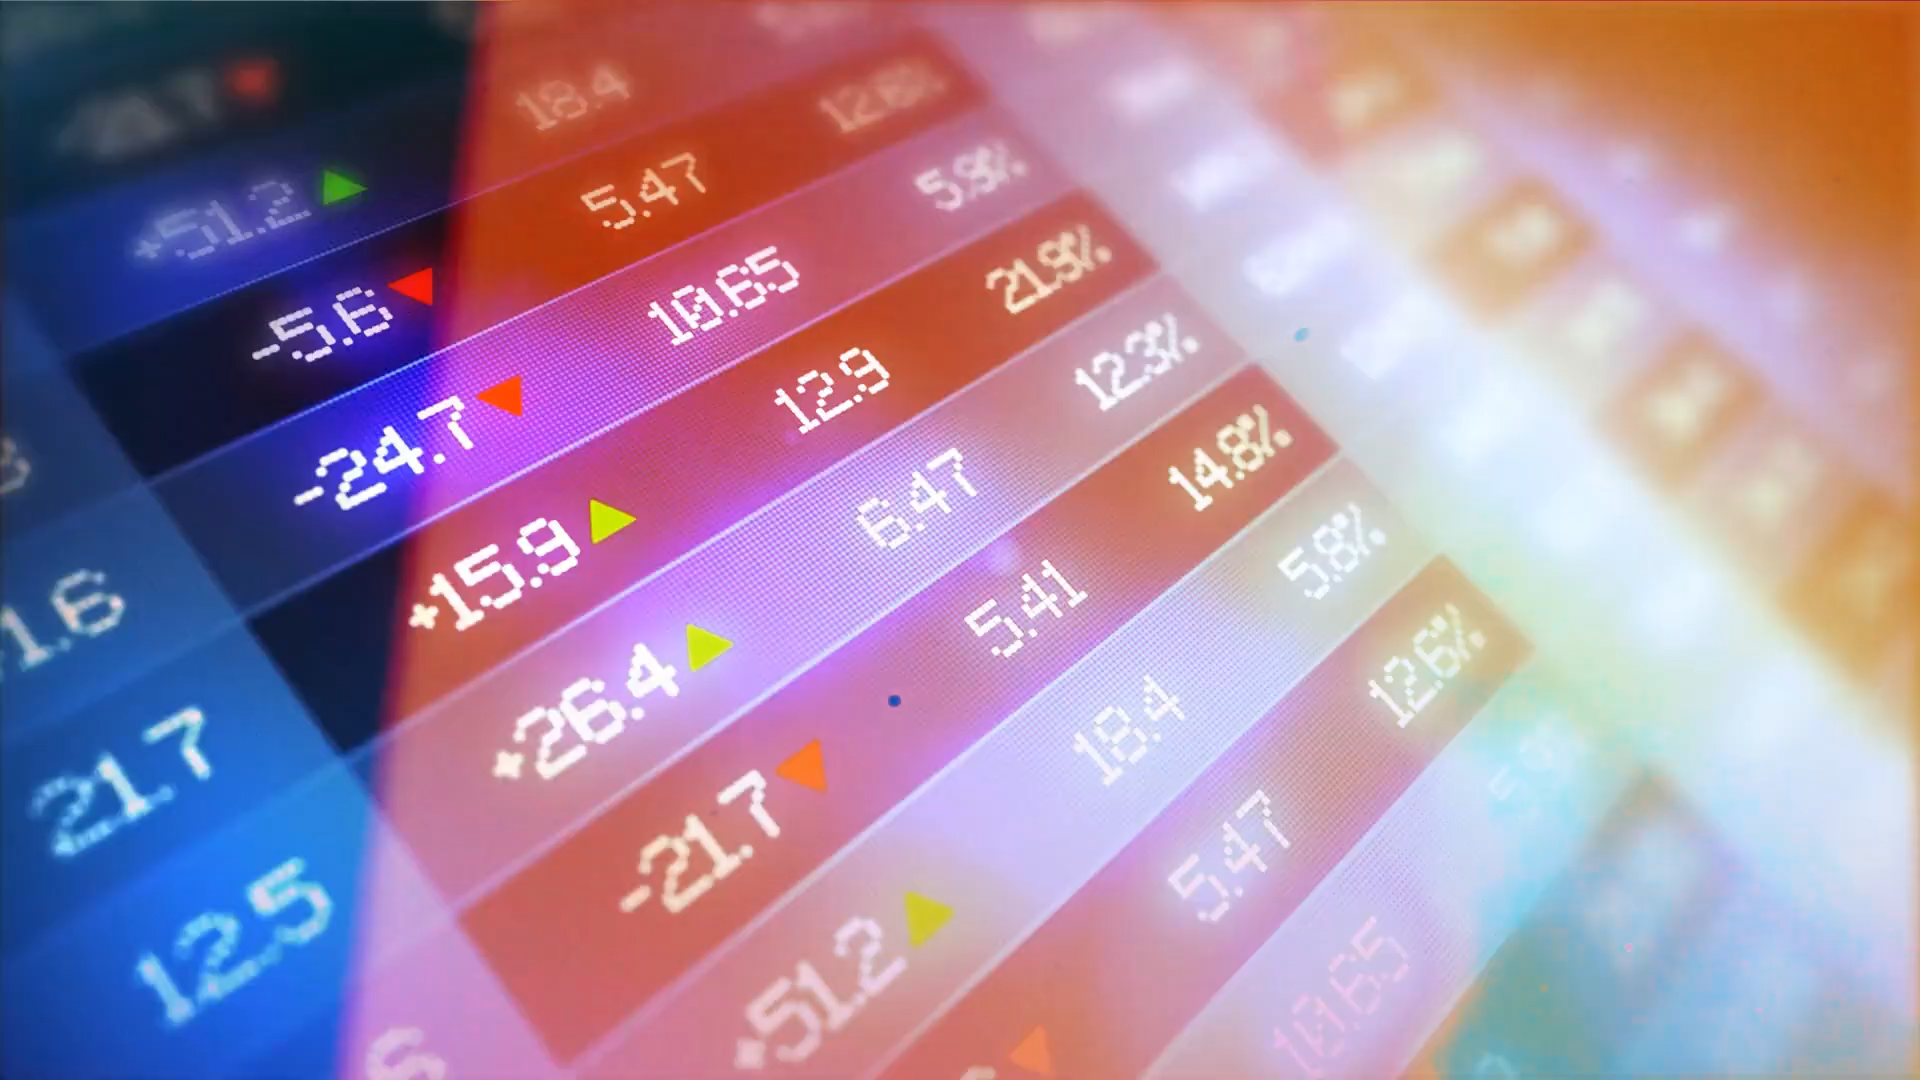 +51.2 ▲ 18.4
-5.6 ▼ 5.47 12.6%
-24.7 ▼ 10.65 5.9%
21.7 +15.9 ▲ 12.9 21.9%
12.5 +26.4 ▲ 6.47 12.3%
-21.7 ▼ 5.41 14.8%
+51.2 ▲ 18.4 5.8%
5.47 12.6%
10.65